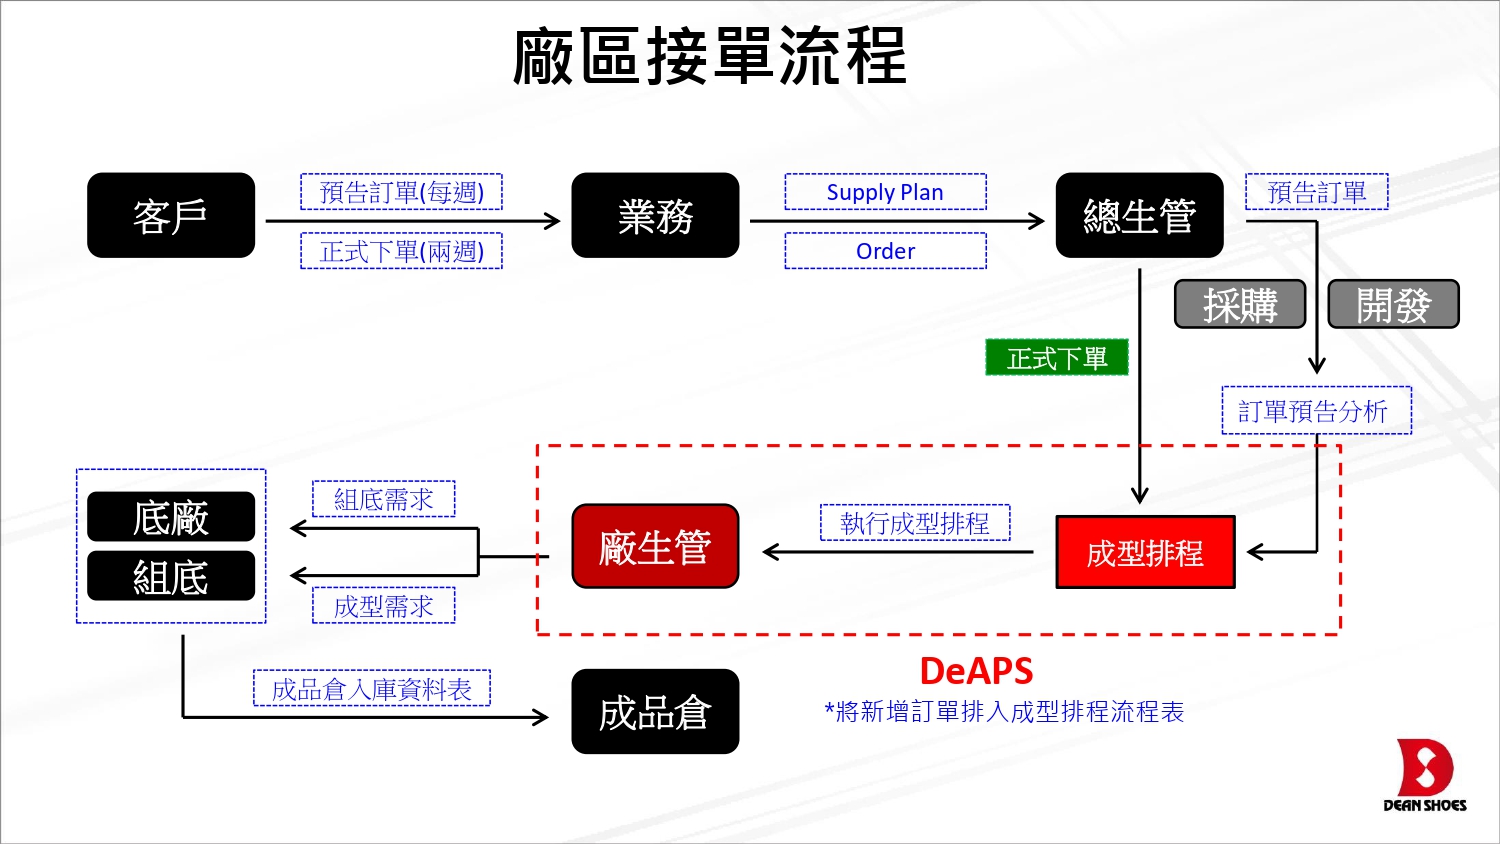 廠區接單流程
客戶
預告訂單(每週)
正式下單(兩週)
業務
Supply Plan
Order
總生管
預告訂單
採購
開發
正式下單
訂單預告分析
成型排程
執行成型排程
廠生管
組底需求
成型需求
底廠
組底
成品倉入庫資料表
成品倉
DeAPS
*將新增訂單排入成型排程流程表
DEAN SHOES